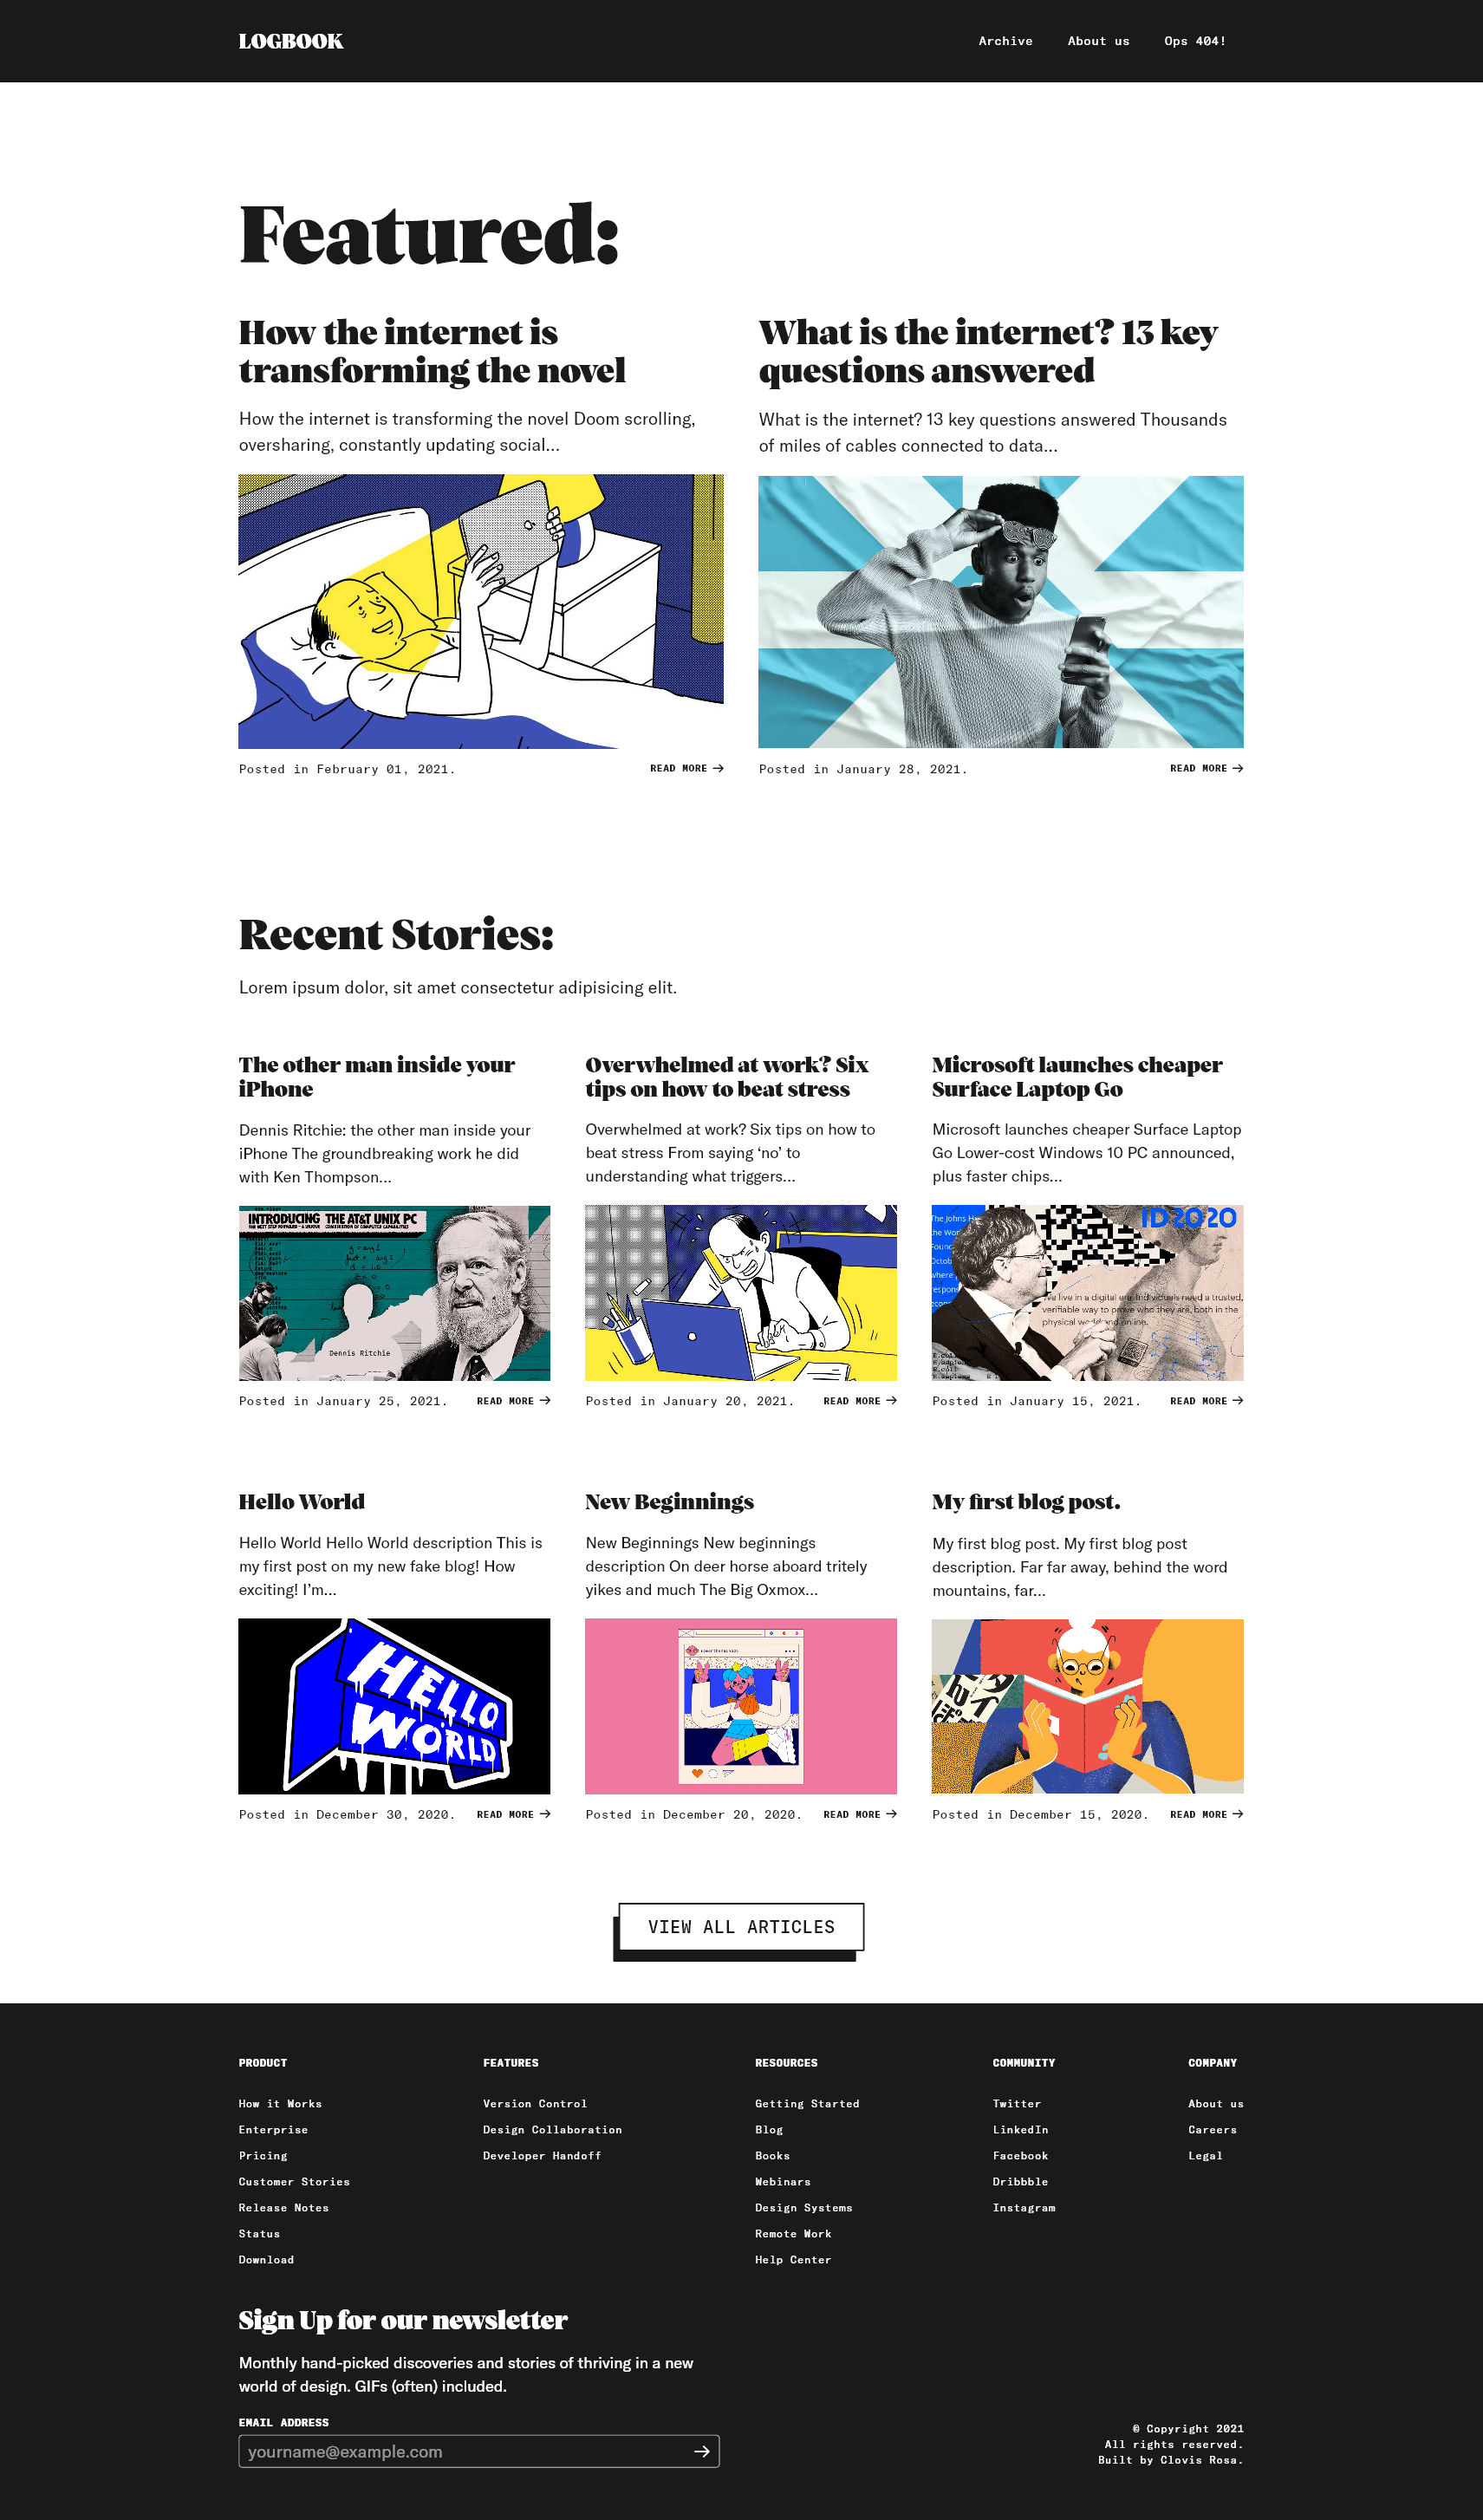 LOGBOOK
Archive
About us
Ops 404!
Featured:
How the internet is
transforming the novel
How the internet is transforming the novel Doom scrolling,
oversharing, constantly updating social...
Posted in February 01, 2021.
READ MORE →
What is the internet? 13 key
questions answered
What is the internet? 13 key questions answered Thousands
of miles of cables connected to data...
Posted in January 28, 2021.
READ MORE →
Recent Stories:
Lorem ipsum dolor, sit amet consectetur adipisicing elit.
The other man inside your
iPhone
Dennis Ritchie: the other man inside your
iPhone The groundbreaking work he did
with Ken Thompson...
INTRODUCING THE AT&T UNIX PC
Dennis Ritchie
Posted in January 25, 2021.
READ MORE →
Overwhelmed at work? Six
tips on how to beat stress
Overwhelmed at work? Six tips on how to
beat stress From saying ‘no’ to
understanding what triggers...
Posted in January 20, 2021.
READ MORE →
Microsoft launches cheaper
Surface Laptop Go
Microsoft launches cheaper Surface Laptop
Go Lower-cost Windows 10 PC announced,
plus faster chips...
ID2020
We live in a digital era. Individuals need a trusted,
verifiable way to prove who they are, both in the
physical world and online.
Posted in January 15, 2021.
READ MORE →
Hello World
Hello World Hello World description This is
my first post on my new fake blog! How
exciting! I’m...
HELLO
WORLD
Posted in December 30, 2020.
READ MORE →
New Beginnings
New Beginnings New beginnings
description On deer horse aboard tritely
yikes and much The Big Oxmox...
Posted in December 20, 2020.
READ MORE →
My first blog post.
My first blog post. My first blog post
description. Far far away, behind the word
mountains, far...
Posted in December 15, 2020.
READ MORE →
VIEW ALL ARTICLES
PRODUCT
How it Works
Enterprise
Pricing
Customer Stories
Release Notes
Status
Download
FEATURES
Version Control
Design Collaboration
Developer Handoff
RESOURCES
Getting Started
Blog
Books
Webinars
Design Systems
Remote Work
Help Center
COMMUNITY
Twitter
LinkedIn
Facebook
Dribbble
Instagram
COMPANY
About us
Careers
Legal
Sign Up for our newsletter
Monthly hand-picked discoveries and stories of thriving in a new
world of design. GIFs (often) included.
EMAIL ADDRESS
yourname@example.com
© Copyright 2021
All rights reserved.
Built by Clovis Rosa.